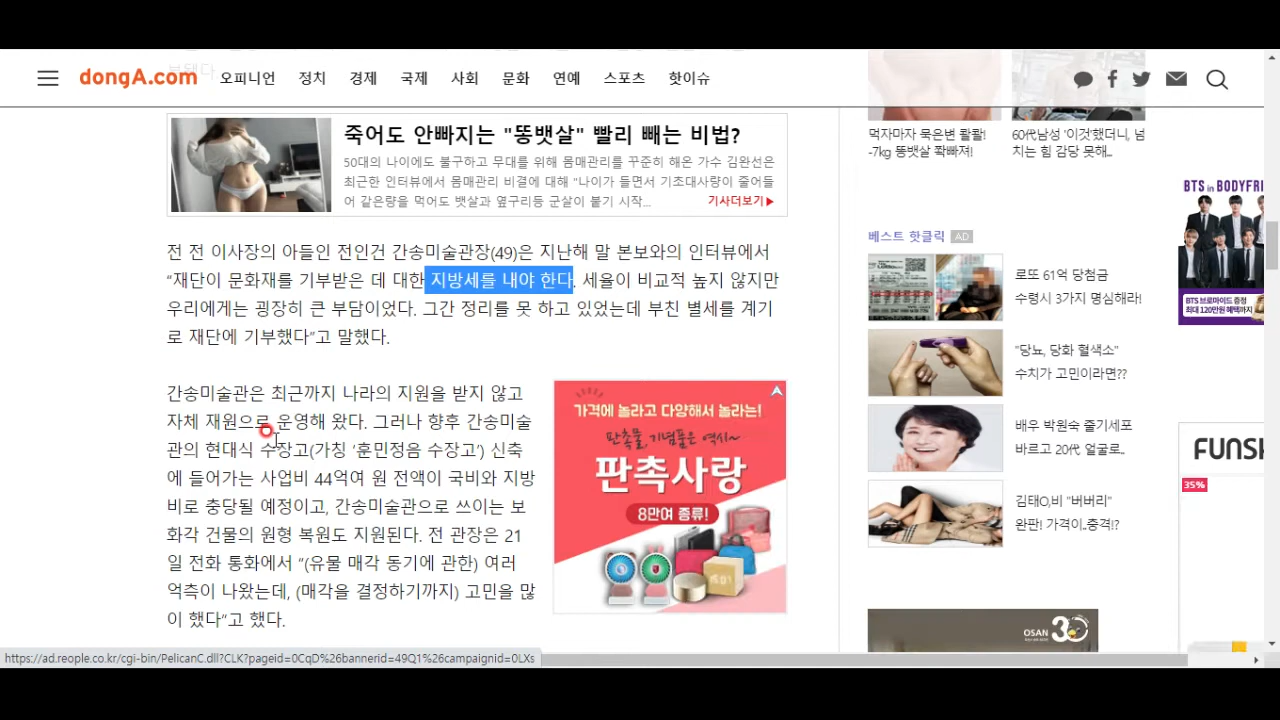 dongA.com 오피니언 정치 경제 국제 사회 문화 연예 스포츠 핫이슈
죽어도 안빠지는 "똥뱃살" 빨리 빼는 비법?
50대의 나이에도 불구하고 무대를 위해 몸매관리를 꾸준히 해온 가수 김완선은
최근한 인터뷰에서 몸매관리 비결에 대해 "나이가 들면서 기초대사량이 줄어들
어 같은량을 먹어도 뱃살과 옆구리등 군살이 붙기 시작...
기사더보기▶
전 전 이사장의 아들인 전인건 간송미술관장(49)은 지난해 말 본보와의 인터뷰에서
“재단이 문화재를 기부받은 데 대한 지방세를 내야 한다. 세율이 비교적 높지 않지만
우리에게는 굉장히 큰 부담이었다. 그간 정리를 못 하고 있었는데 부친 별세를 계기
로 재단에 기부했다”고 말했다.
간송미술관은 최근까지 나라의 지원을 받지 않고
자체 재원으로 운영해 왔다. 그러나 향후 간송미술
관의 현대식 수장고(가칭 ‘훈민정음 수장고’) 신축
에 들어가는 사업비 44억여 원 전액이 국비와 지방
비로 충당될 예정이고, 간송미술관으로 쓰이는 보
화각 건물의 원형 복원도 지원된다. 전 관장은 21
일 전화 통화에서 “(유물 매각 동기에 관한) 여러
억측이 나왔는데, (매각을 결정하기까지) 고민을 많
이 했다”고 했다.
가격에 놀라고 다양해서 놀라는!
판촉물, 기념품은 역시~
판촉사랑
8만여 종류!
먹자마자 묵은변 콸콸!
-7kg 똥뱃살 쫙빠져!
60代남성 '이것'했더니, 넘
치는 힘 감당 못해...
베스트 핫클릭 AD
로또 61억 당첨금
수령시 3가지 명심해라!
"당뇨, 당화 혈색소"
수치가 고민이라면??
배우 박원숙 줄기세포
바르고 20代 얼굴로..
김태O,비 "버버리"
완판! 가격이..충격!?
OSAN 30
BTS in BODYFRI
BTS 브로마이드 증정
최대 120만원 혜택까지
FUNSK
35%
https://ad.reople.co.kr/cgi-bin/PelicanC.dll?CLK?pageid=0CqD%26bannerid=49Q1%26campaignid=0LXs